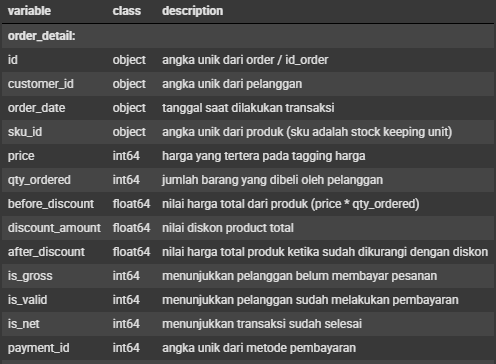 variable class description
order_detail:
id object angka unik dari order / id_order
customer_id object angka unik dari pelanggan
order_date object tanggal saat dilakukan transaksi
sku_id object angka unik dari produk (sku adalah stock keeping unit)
price int64 harga yang tertera pada tagging harga
qty_ordered int64 jumlah barang yang dibeli oleh pelanggan
before_discount float64 nilai harga total dari produk (price * qty_ordered)
discount_amount float64 nilai diskon product total
after_discount float64 nilai harga total produk ketika sudah dikurangi dengan diskon
is_gross int64 menunjukkan pelanggan belum membayar pesanan
is_valid int64 menunjukkan pelanggan sudah melakukan pembayaran
is_net int64 menunjukkan transaksi sudah selesai
payment_id int64 angka unik dari metode pembayaran